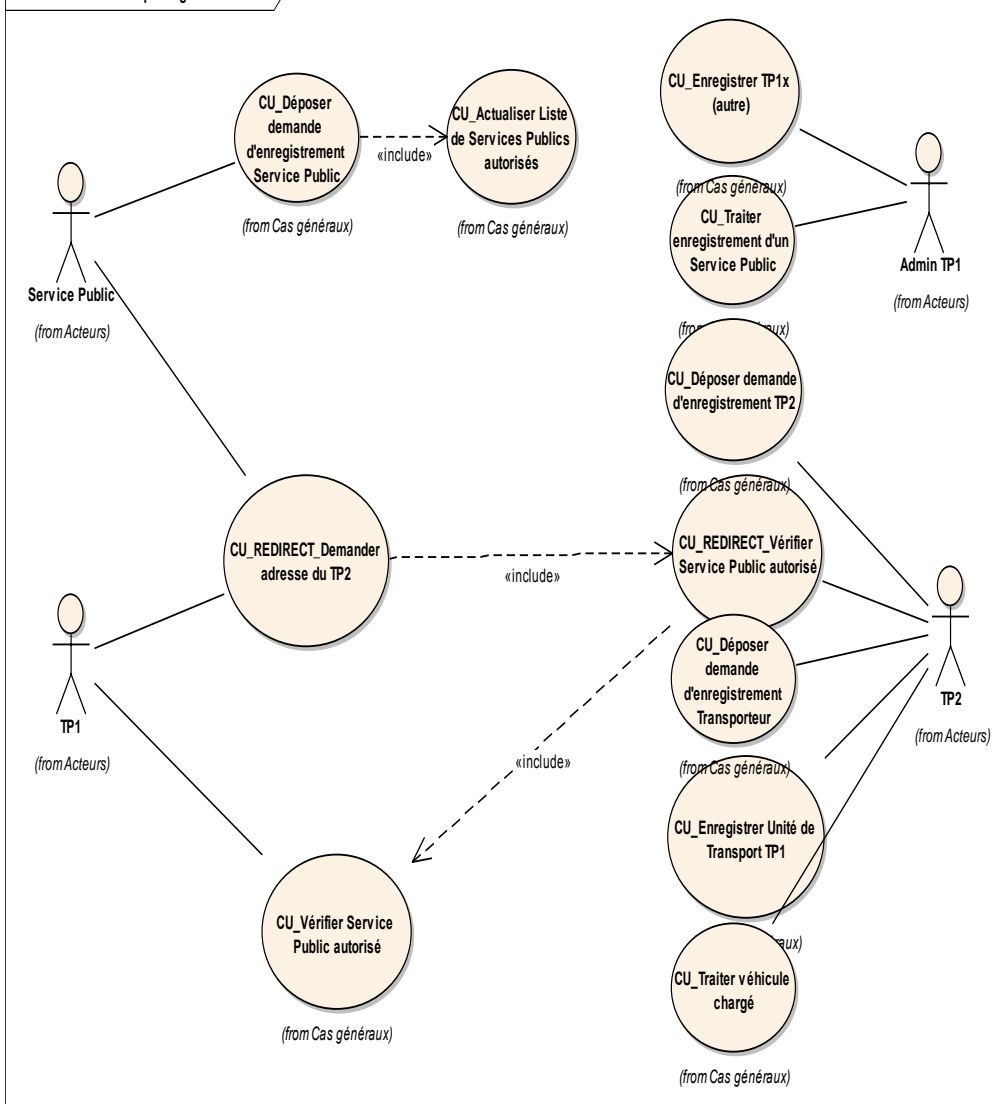 CU_Déposer
demande
d'enregistrement
Service Public
(from Cas généraux)
«include»
CU_Actualiser Liste
de Services Publics
autorisés
(from Cas généraux)
CU_Enregistrer TP1x
(autre)
(from Cas généraux)
CU_Traiter
enregistrement d'un
Service Public
Admin TP1
(from Acteurs)
Service Public
(from Acteurs)
CU_Déposer demande
d'enregistrement TP2
(from Cas généraux)
CU_REDIRECT_Demander
adresse du TP2
«include»
CU_REDIRECT_Vérifier
Service Public autorisé
CU_Déposer
demande
d'enregistrement
Transporteur
(from Cas généraux)
TP1
(from Acteurs)
TP2
(from Acteurs)
«include»
CU_Enregistrer Unité de
Transport TP1
CU_Vérifier Service
Public autorisé
(from Cas généraux)
CU_Traiter véhicule
chargé
(from Cas généraux)